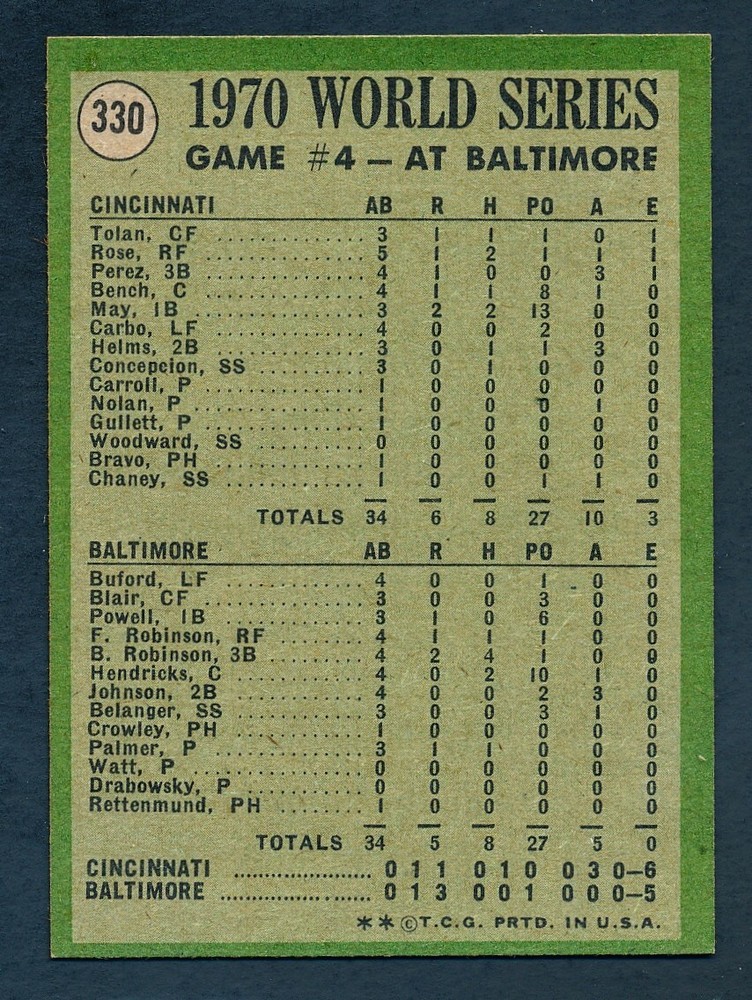 330
1970 WORLD SERIES
GAME #4 — AT BALTIMORE
CINCINNATI AB R H PO A E
Tolan, CF .............. 3 1 1 1 0 1
Rose, RF .............. 5 1 2 1 1 1
Perez, 3B .............. 4 1 0 0 3 1
Bench, C .............. 4 1 1 8 1 0
May, 1B .............. 3 2 2 13 0 0
Carbo, LF .............. 4 0 0 2 0 0
Helms, 2B .............. 3 0 1 1 3 0
Concepcion, SS .......... 3 0 1 0 0 0
Carroll, P .............. 1 0 0 0 0 0
Nolan, P .............. 1 0 0 0 1 0
Gullett, P .............. 1 0 0 0 0 0
Woodward, SS .......... 0 0 0 0 0 0
Bravo, PH .............. 1 0 0 0 0 0
Chaney, SS .............. 1 0 0 1 1 0
TOTALS 34 6 8 27 10 3
BALTIMORE AB R H PO A E
Buford, LF .............. 4 0 0 1 0 0
Blair, CF .............. 3 0 0 3 0 0
Powell, 1B .............. 3 1 0 6 0 0
F. Robinson, RF ........ 4 1 1 1 0 0
B. Robinson, 3B .......... 4 2 4 1 0 0
Hendricks, C .......... 4 0 2 10 1 0
Johnson, 2B .......... 4 0 0 2 3 0
Belanger, SS .......... 3 0 0 3 1 0
Crowley, PH .......... 1 0 0 0 0 0
Palmer, P .............. 3 1 1 0 0 0
Watt, P .............. 0 0 0 0 0 0
Drabowsky, P .......... 0 0 0 0 0 0
Rettenmund, PH ........ 1 0 0 0 0 0
TOTALS 34 5 8 27 5 0
CINCINNATI ...................... 0 1 1 0 1 0 0 3 0—6
BALTIMORE ...................... 0 1 3 0 0 1 0 0 0—5
**©T.C.G. PRTD. IN U.S.A.